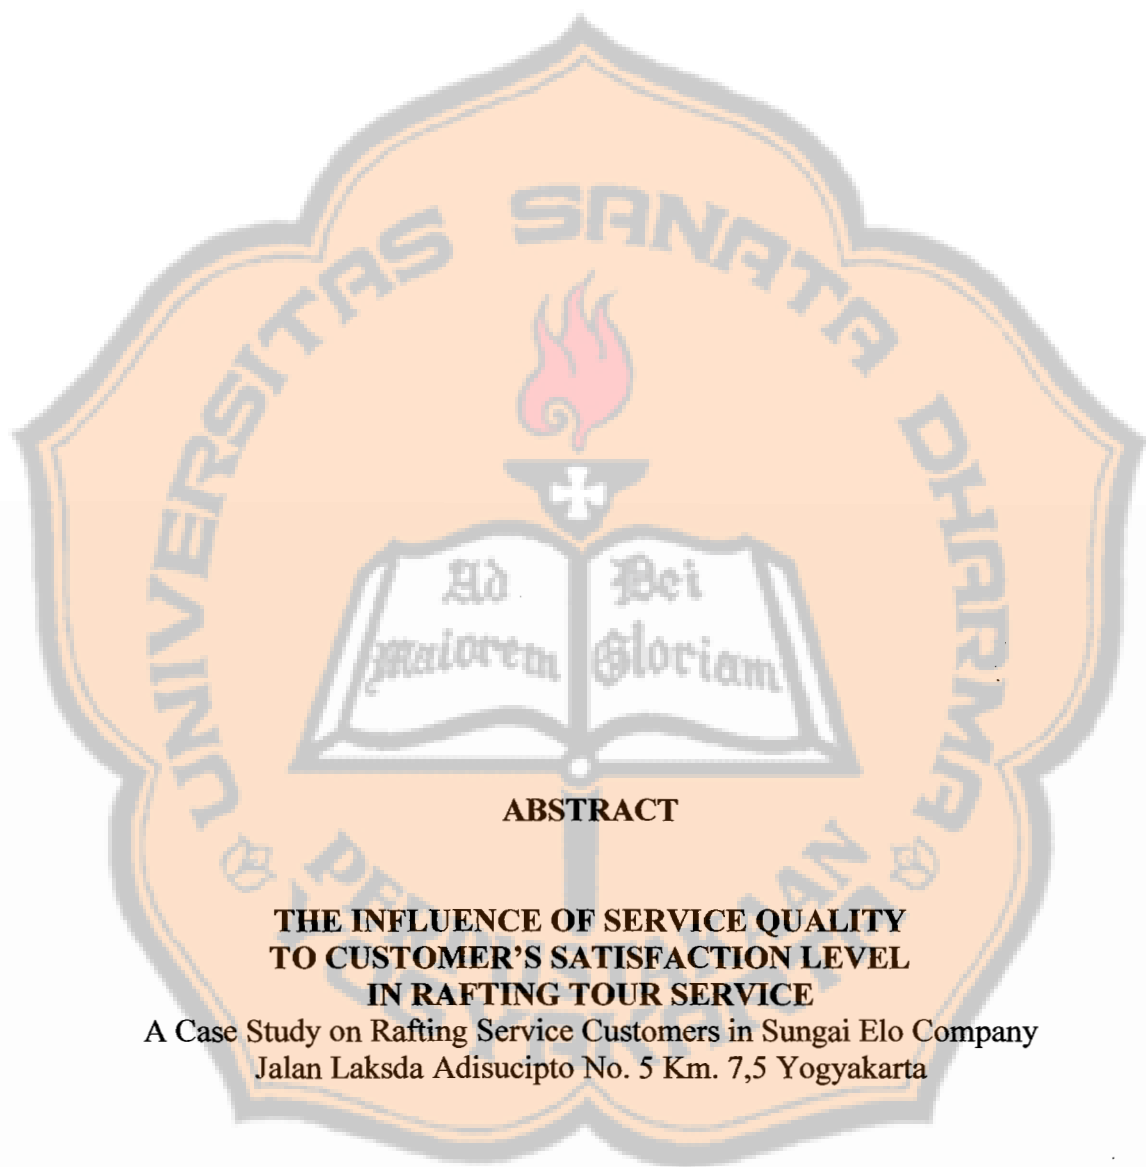 UNIVERSITAS SANATA DHARMA
Ad
Maiorem
Dei
Gloriam
ABSTRACT
PERPUSTAKAAN
YOGYAKARTA
THE INFLUENCE OF SERVICE QUALITY
TO CUSTOMER'S SATISFACTION LEVEL
IN RAFTING TOUR SERVICE
A Case Study on Rafting Service Customers in Sungai Elo Company
Jalan Laksda Adisucipto No. 5 Km. 7,5 Yogyakarta